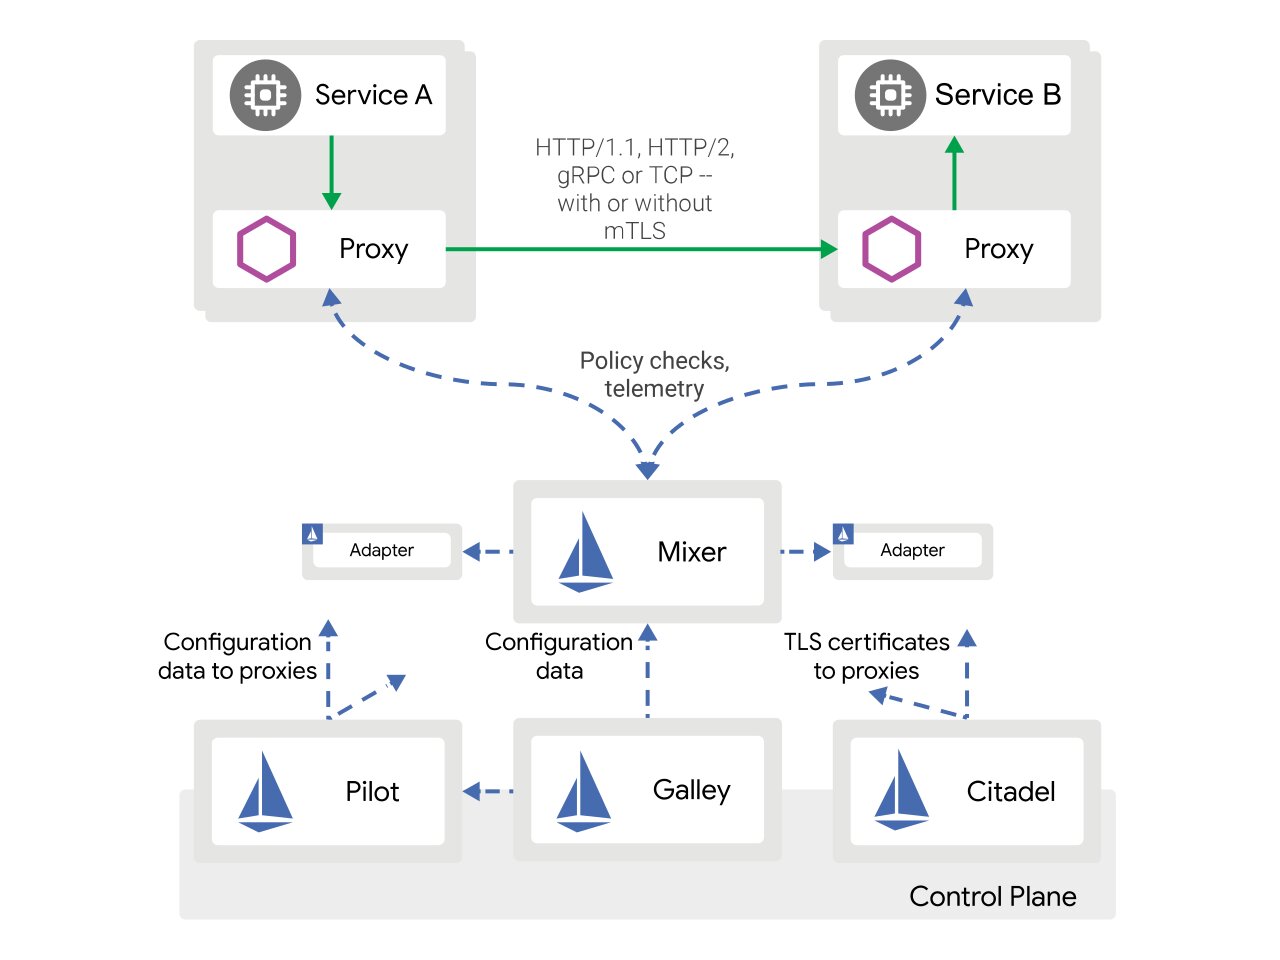 Service A
Service B
HTTP/1.1, HTTP/2,
gRPC or TCP --
with or without
mTLS
Proxy
Proxy
Policy checks,
telemetry
Adapter
Mixer
Adapter
Configuration
data to proxies
Configuration
data
TLS certificates
to proxies
Pilot
Galley
Citadel
Control Plane